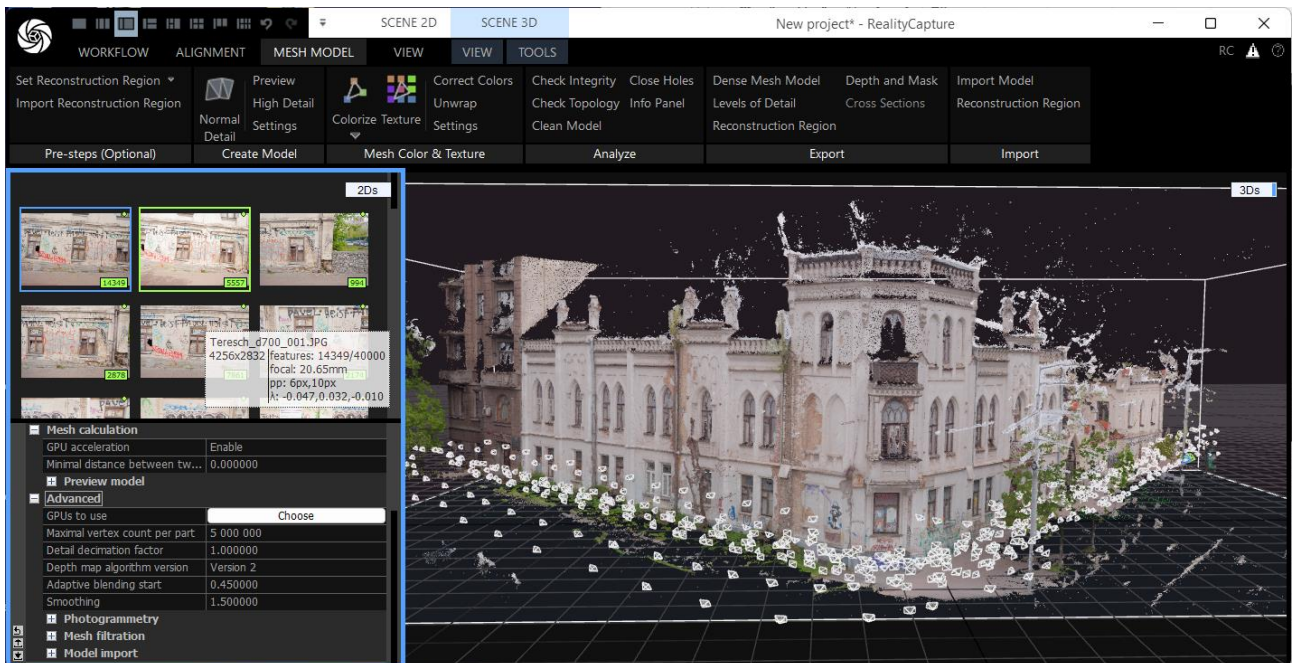 SCENE 2D SCENE 3D New project* - RealityCapture
WORKFLOW ALIGNMENT MESH MODEL VIEW VIEW TOOLS RC
Set Reconstruction Region
Import Reconstruction Region
Pre-steps (Optional)
Normal
Detail
Preview
High Detail
Settings
Create Model
Colorize Texture
Correct Colors
Unwrap
Settings
Mesh Color & Texture
Check Integrity Close Holes
Check Topology Info Panel
Clean Model
Analyze
Dense Mesh Model Depth and Mask
Levels of Detail Cross Sections
Reconstruction Region
Export
Import Model
Reconstruction Region
Import
2Ds
14349 5557 994
2878
Teresch_d700_001.JPG
4256x2832 features: 14349/40000
focal: 20.65mm
pp: 6px,10px
λ: -0.047,0.032,-0.010
Mesh calculation
GPU acceleration Enable
Minimal distance between tw... 0.000000
Preview model
Advanced
GPUs to use Choose
Maximal vertex count per part 5 000 000
Detail decimation factor 1.000000
Depth map algorithm version Version 2
Adaptive blending start 0.450000
Smoothing 1.500000
Photogrammetry
Mesh filtration
Model import
3Ds